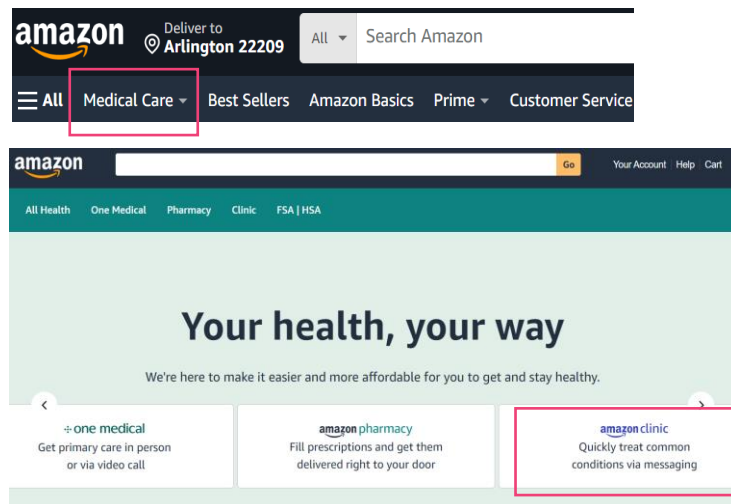 amazon
Deliver to
Arlington 22209
All
Search Amazon
All
Medical Care
Best Sellers
Amazon Basics
Prime
Customer Service
amazon
Go
Your Account
Help
Cart
All Health
One Medical
Pharmacy
Clinic
FSA | HSA
Your health, your way
We're here to make it easier and more affordable for you to get and stay healthy.
one medical
Get primary care in person
or via video call
amazon pharmacy
Fill prescriptions and get them
delivered right to your door
amazon clinic
Quickly treat common
conditions via messaging